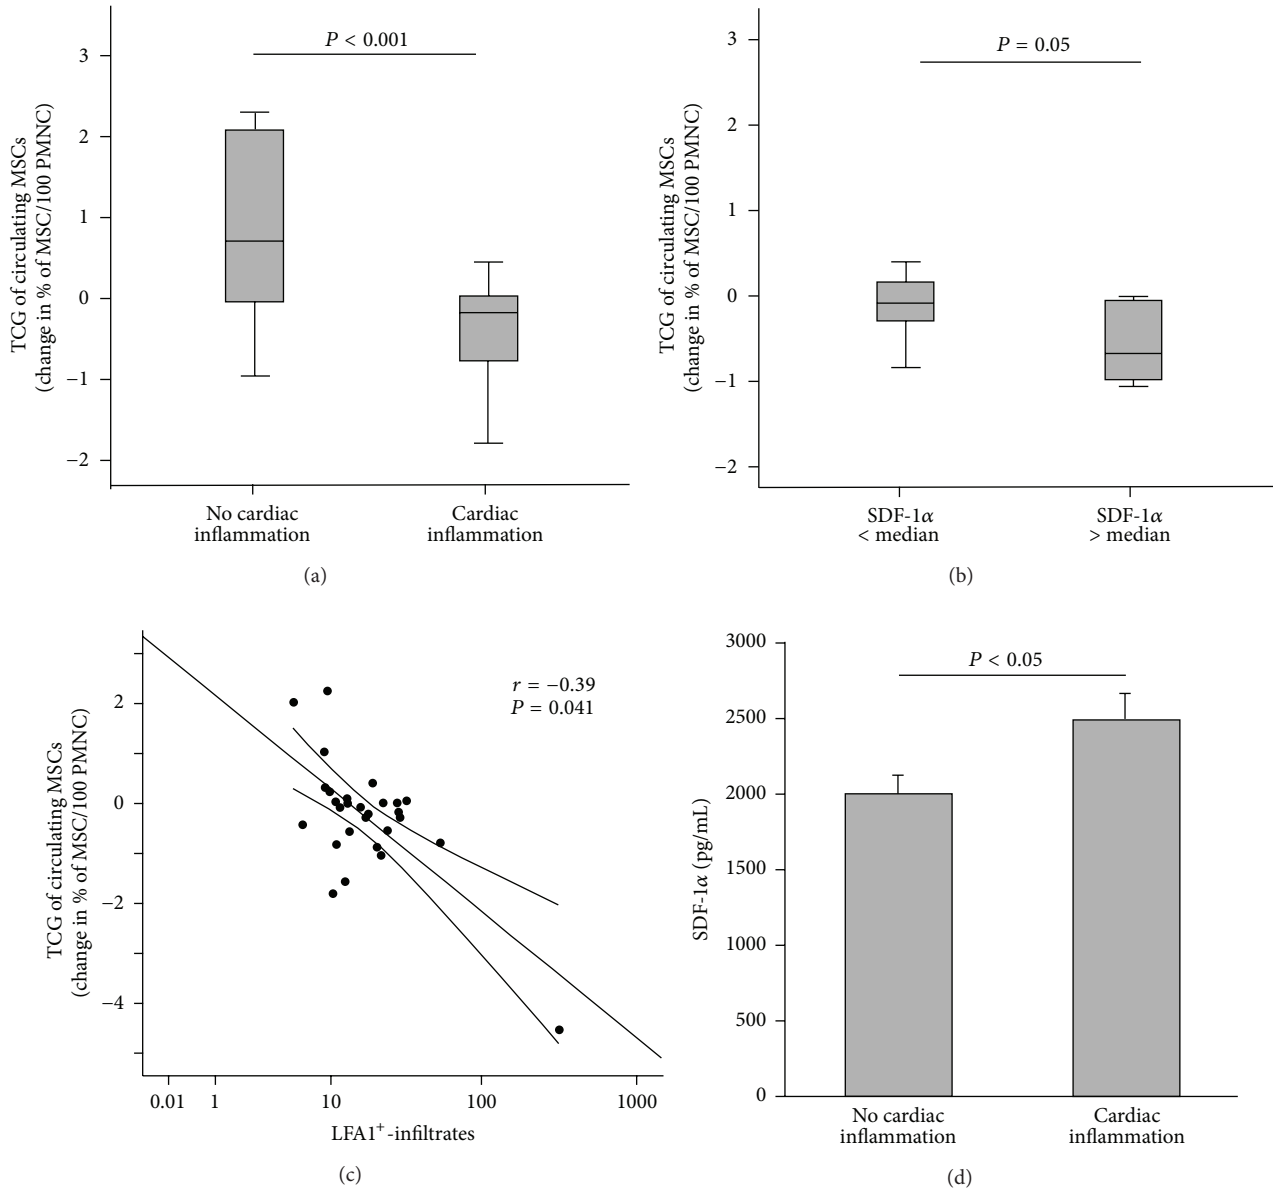 P < 0.001
3
2
1
0
−1
−2
TCG of circulating MSCs
(change in % of MSC/100 PMNC)
No cardiac
inflammation
Cardiac
inflammation
(a)
P = 0.05
3
2
1
0
−1
−2
TCG of circulating MSCs
(change in % of MSC/100 PMNC)
SDF-1α
< median
SDF-1α
> median
(b)
r = −0.39
P = 0.041
2
0
−2
−4
TCG of circulating MSCs
(change in % of MSC/100 PMNC)
0.01 1 10 100 1000
LFA1+-infiltrates
(c)
P < 0.05
3000
2500
2000
1500
1000
500
0
SDF-1α (pg/mL)
No cardiac
inflammation
Cardiac
inflammation
(d)